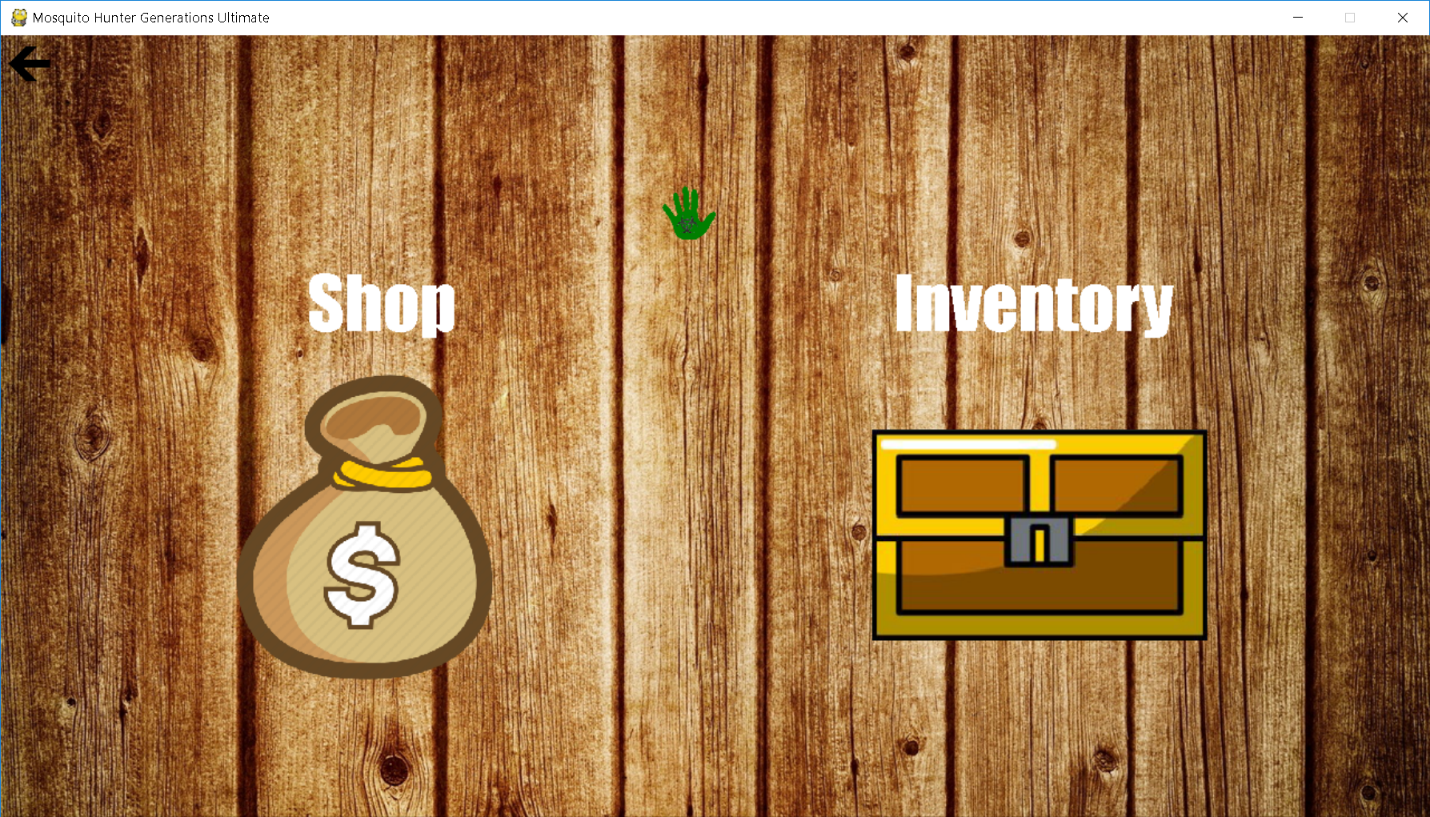 Mosquito Hunter Generations Ultimate
Shop
Inventory
$